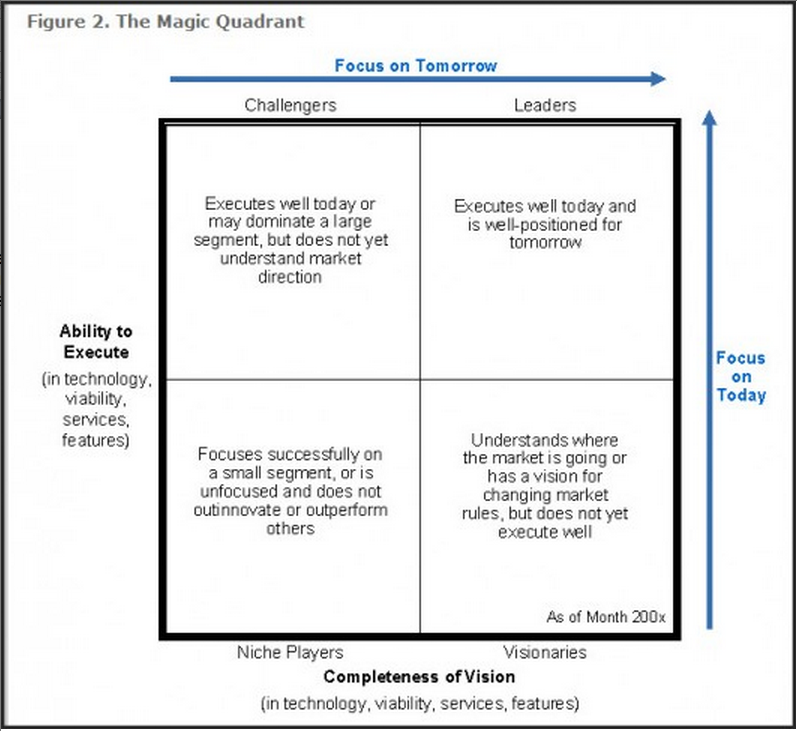 Figure 2. The Magic Quadrant
Focus on Tomorrow
Challengers
Leaders
Executes well today or
may dominate a large
segment, but does not yet
understand market
direction
Executes well today and
is well-positioned for
tomorrow
Ability to
Execute
(in technology,
viability,
services,
features)
Focus
on
Today
Focuses successfully on
a small segment, or is
unfocused and does not
outinnovate or outperform
others
Understands where
the market is going or
has a vision for
changing market
rules, but does not yet
execute well
As of Month 200x
Niche Players
Visionaries
Completeness of Vision
(in technology, viability, services, features)